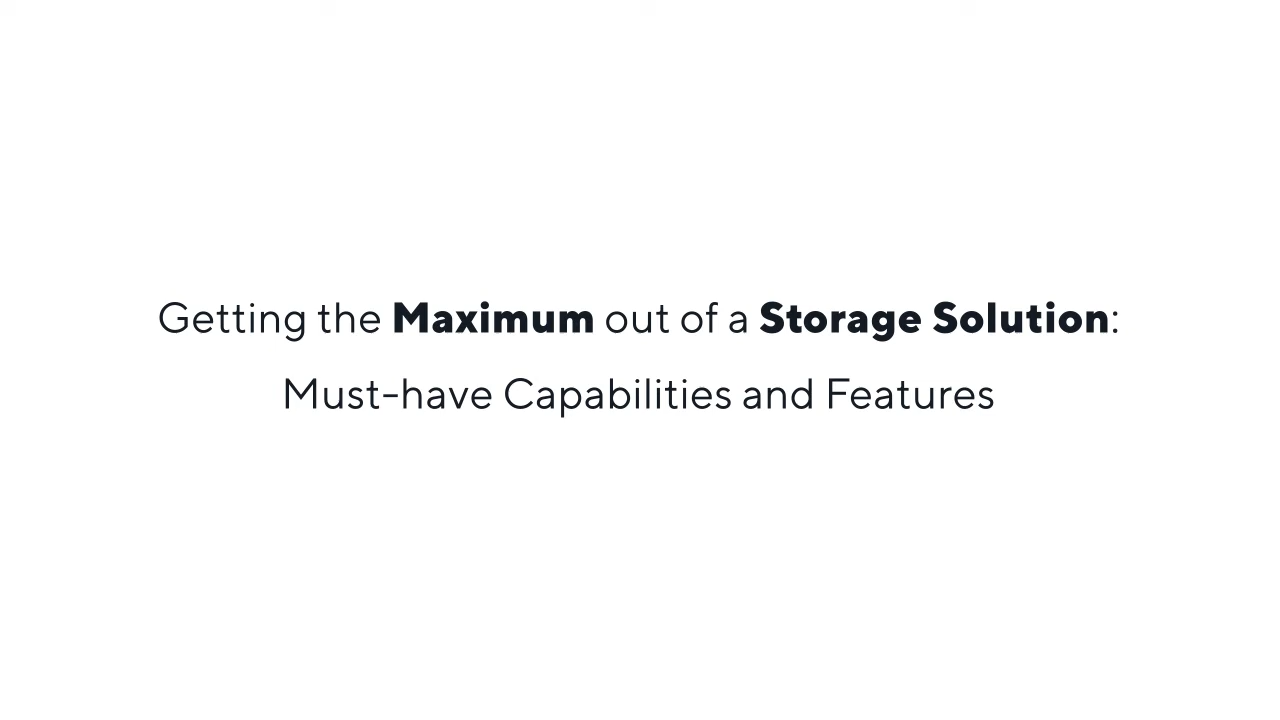 Getting the Maximum out of a Storage Solution:
Must-have Capabilities and Features